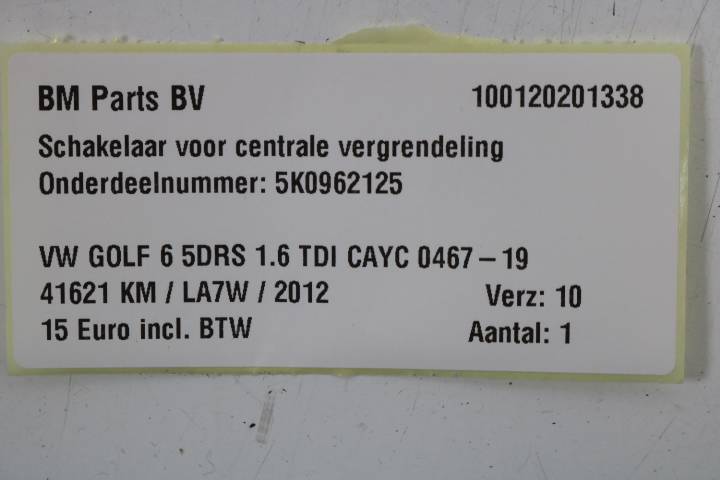 BM Parts BV 100120201338
Schakelaar voor centrale vergrendeling
Onderdeelnummer: 5K0962125
VW GOLF 6 5DRS 1.6 TDI CAYC 0467 – 19
41621 KM / LA7W / 2012 Verz: 10
15 Euro incl. BTW Aantal: 1